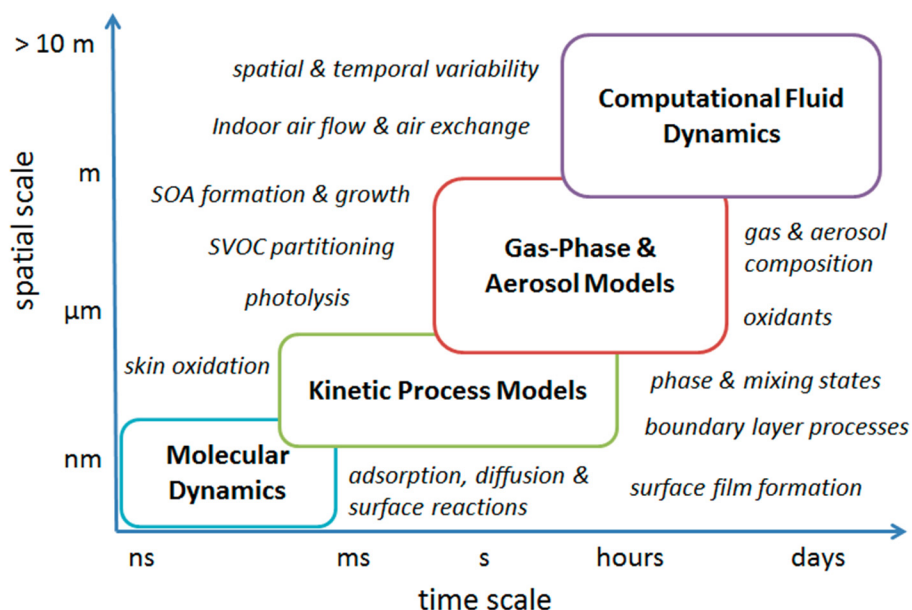 > 10 m
spatial & temporal variability
Computational Fluid
Dynamics
Indoor air flow & air exchange
m
SOA formation & growth
spatial scale
SVOC partitioning
Gas-Phase &
Aerosol Models
gas & aerosol
composition
photolysis
μm
oxidants
skin oxidation
Kinetic Process Models
phase & mixing states
boundary layer processes
nm
Molecular
Dynamics
adsorption, diffusion &
surface reactions
surface film formation
ns
ms
s
hours
days
time scale